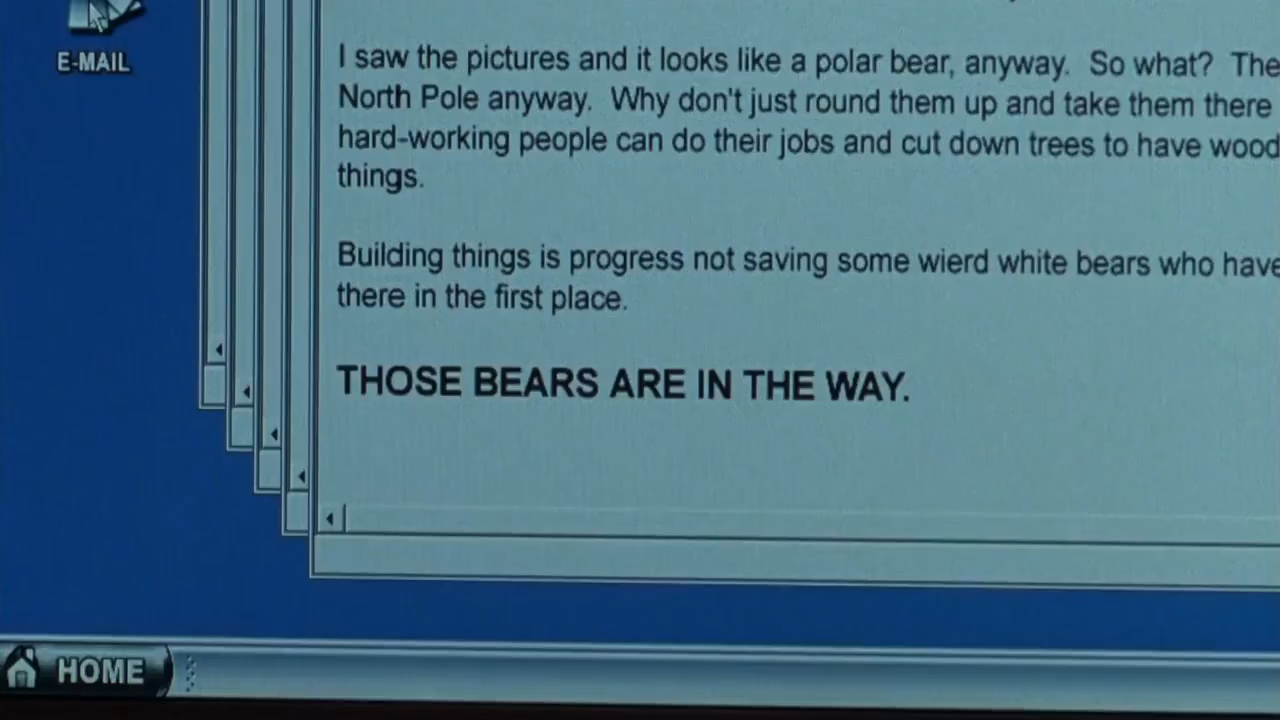 E-MAIL
I saw the pictures and it looks like a polar bear, anyway. So what? The
North Pole anyway. Why don't just round them up and take them there
hard-working people can do their jobs and cut down trees to have wood
things.
Building things is progress not saving some wierd white bears who have
there in the first place.
THOSE BEARS ARE IN THE WAY.
HOME